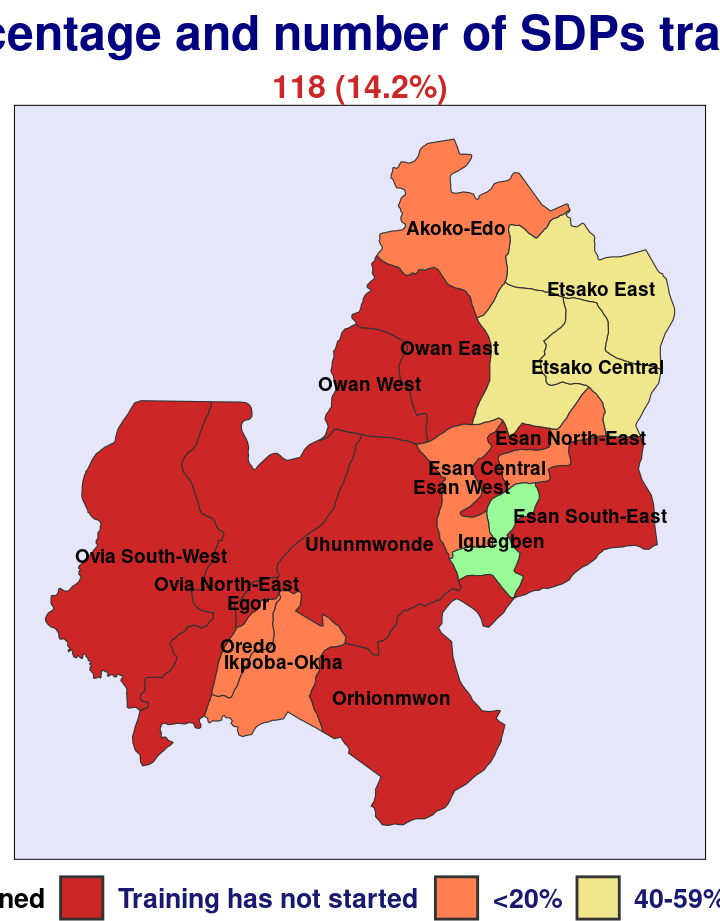 centage and number of SDPs tra
118 (14.2%)
Akoko-Edo
Etsako East
Owan East
Etsako Central
Owan West
Esan North-East
Esan Central
Esan West
Esan South-East
Iguegben
Uhunmwonde
Ovia South-West
Ovia North-East
Egor
Oredo
Ikpoba-Okha
Orhionmwon
ned Training has not started <20% 40-59%